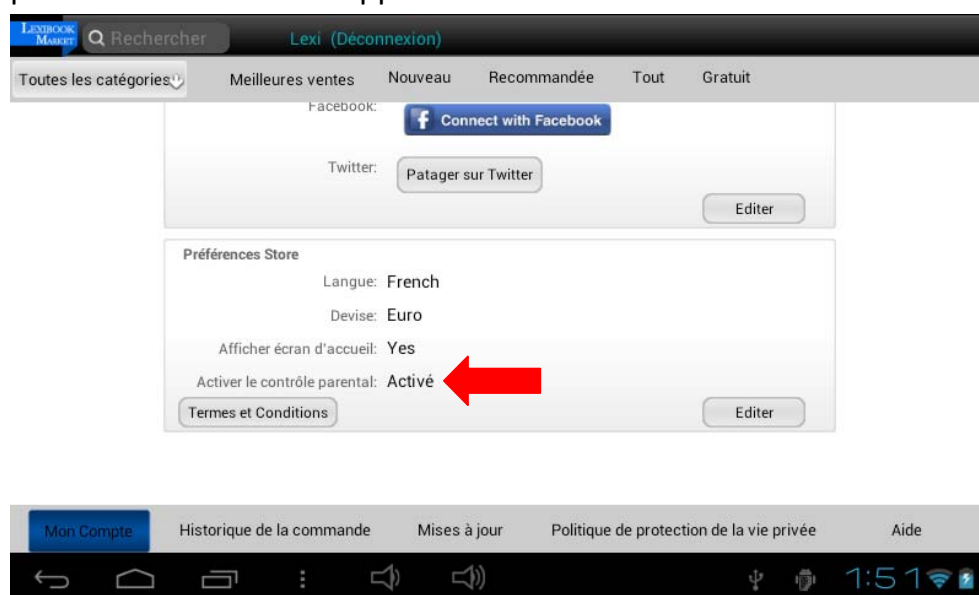 LEXIBOOK
MARKET
Rechercher
Lexi (Déconnexion)
Toutes les catégories
Meilleures ventes
Nouveau
Recommandée
Tout
Gratuit
Facebook:
f Connect with Facebook
Twitter:
Patager sur Twitter
Editer
Préférences Store
Langue: French
Devise: Euro
Afficher écran d'accueil: Yes
Activer le contrôle parental: Activé
Termes et Conditions
Editer
Mon Compte
Historique de la commande
Mises à jour
Politique de protection de la vie privée
Aide
1:51